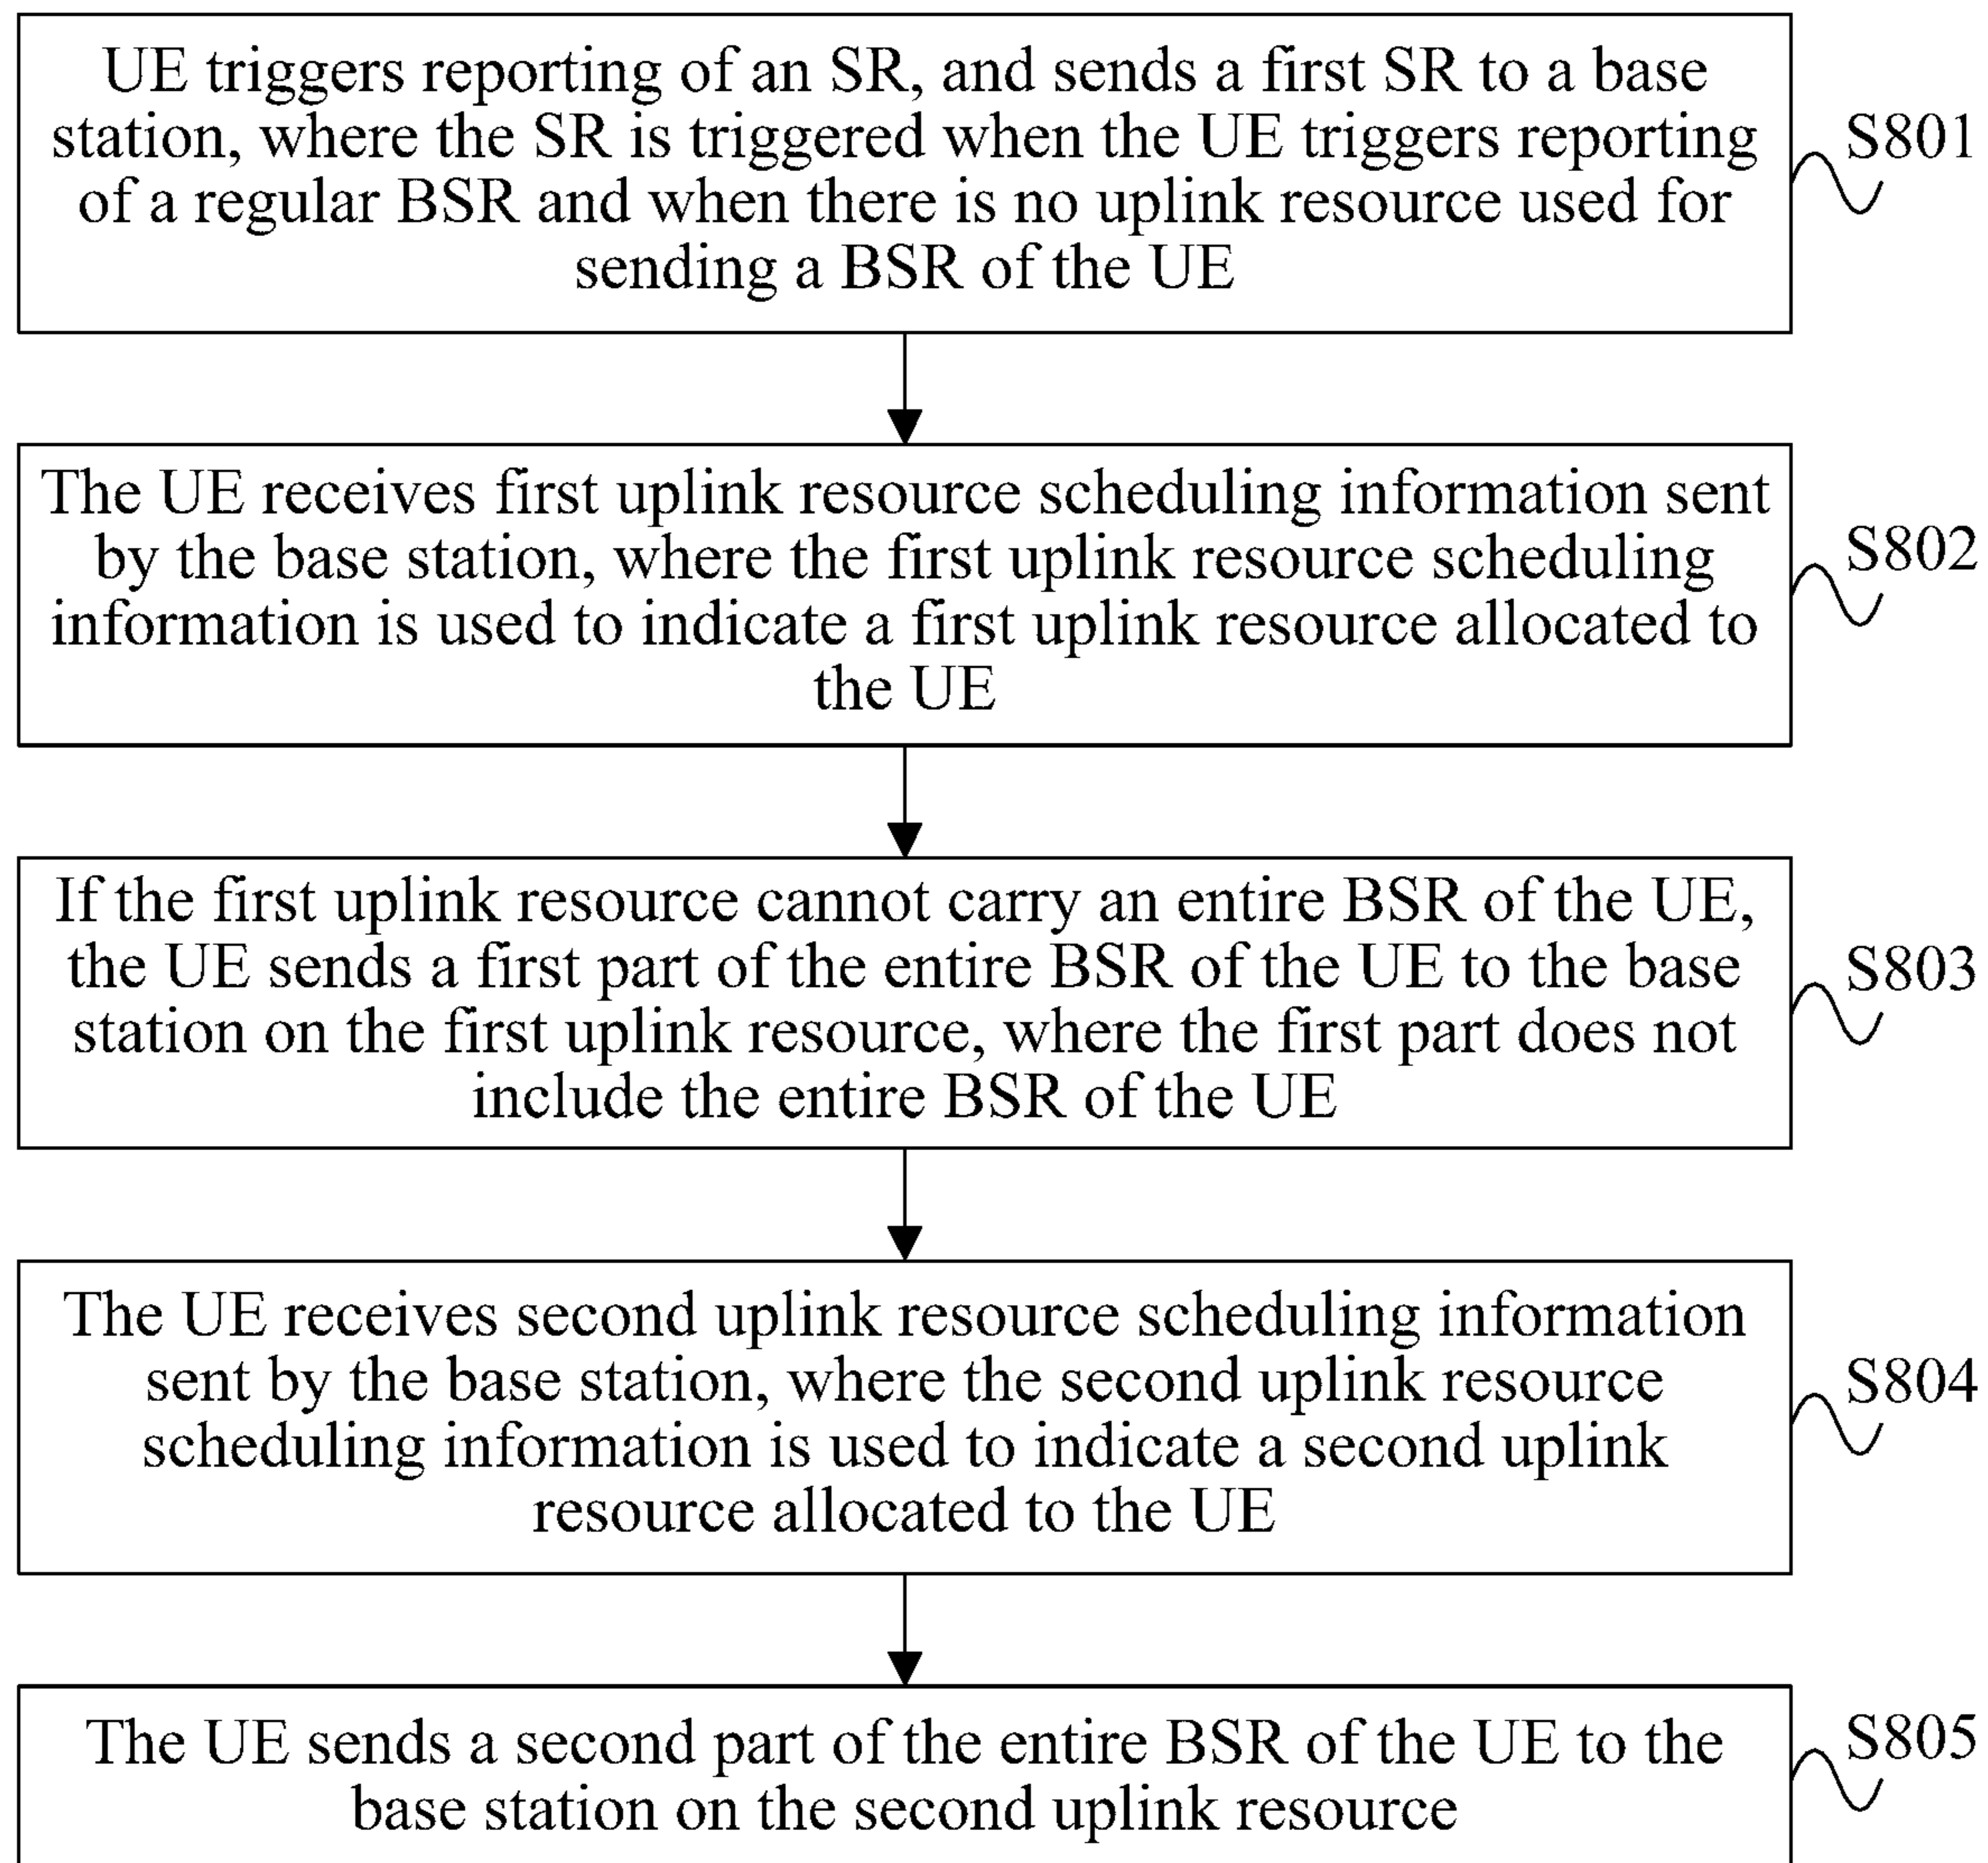 UE triggers reporting of an SR, and sends a first SR to a base
station, where the SR is triggered when the UE triggers reporting
of a regular BSR and when there is no uplink resource used for
sending a BSR of the UE
S801
The UE receives first uplink resource scheduling information sent
by the base station, where the first uplink resource scheduling
information is used to indicate a first uplink resource allocated to
the UE
S802
If the first uplink resource cannot carry an entire BSR of the UE,
the UE sends a first part of the entire BSR of the UE to the base
station on the first uplink resource, where the first part does not
include the entire BSR of the UE
S803
The UE receives second uplink resource scheduling information
sent by the base station, where the second uplink resource
scheduling information is used to indicate a second uplink
resource allocated to the UE
S804
The UE sends a second part of the entire BSR of the UE to the
base station on the second uplink resource
S805